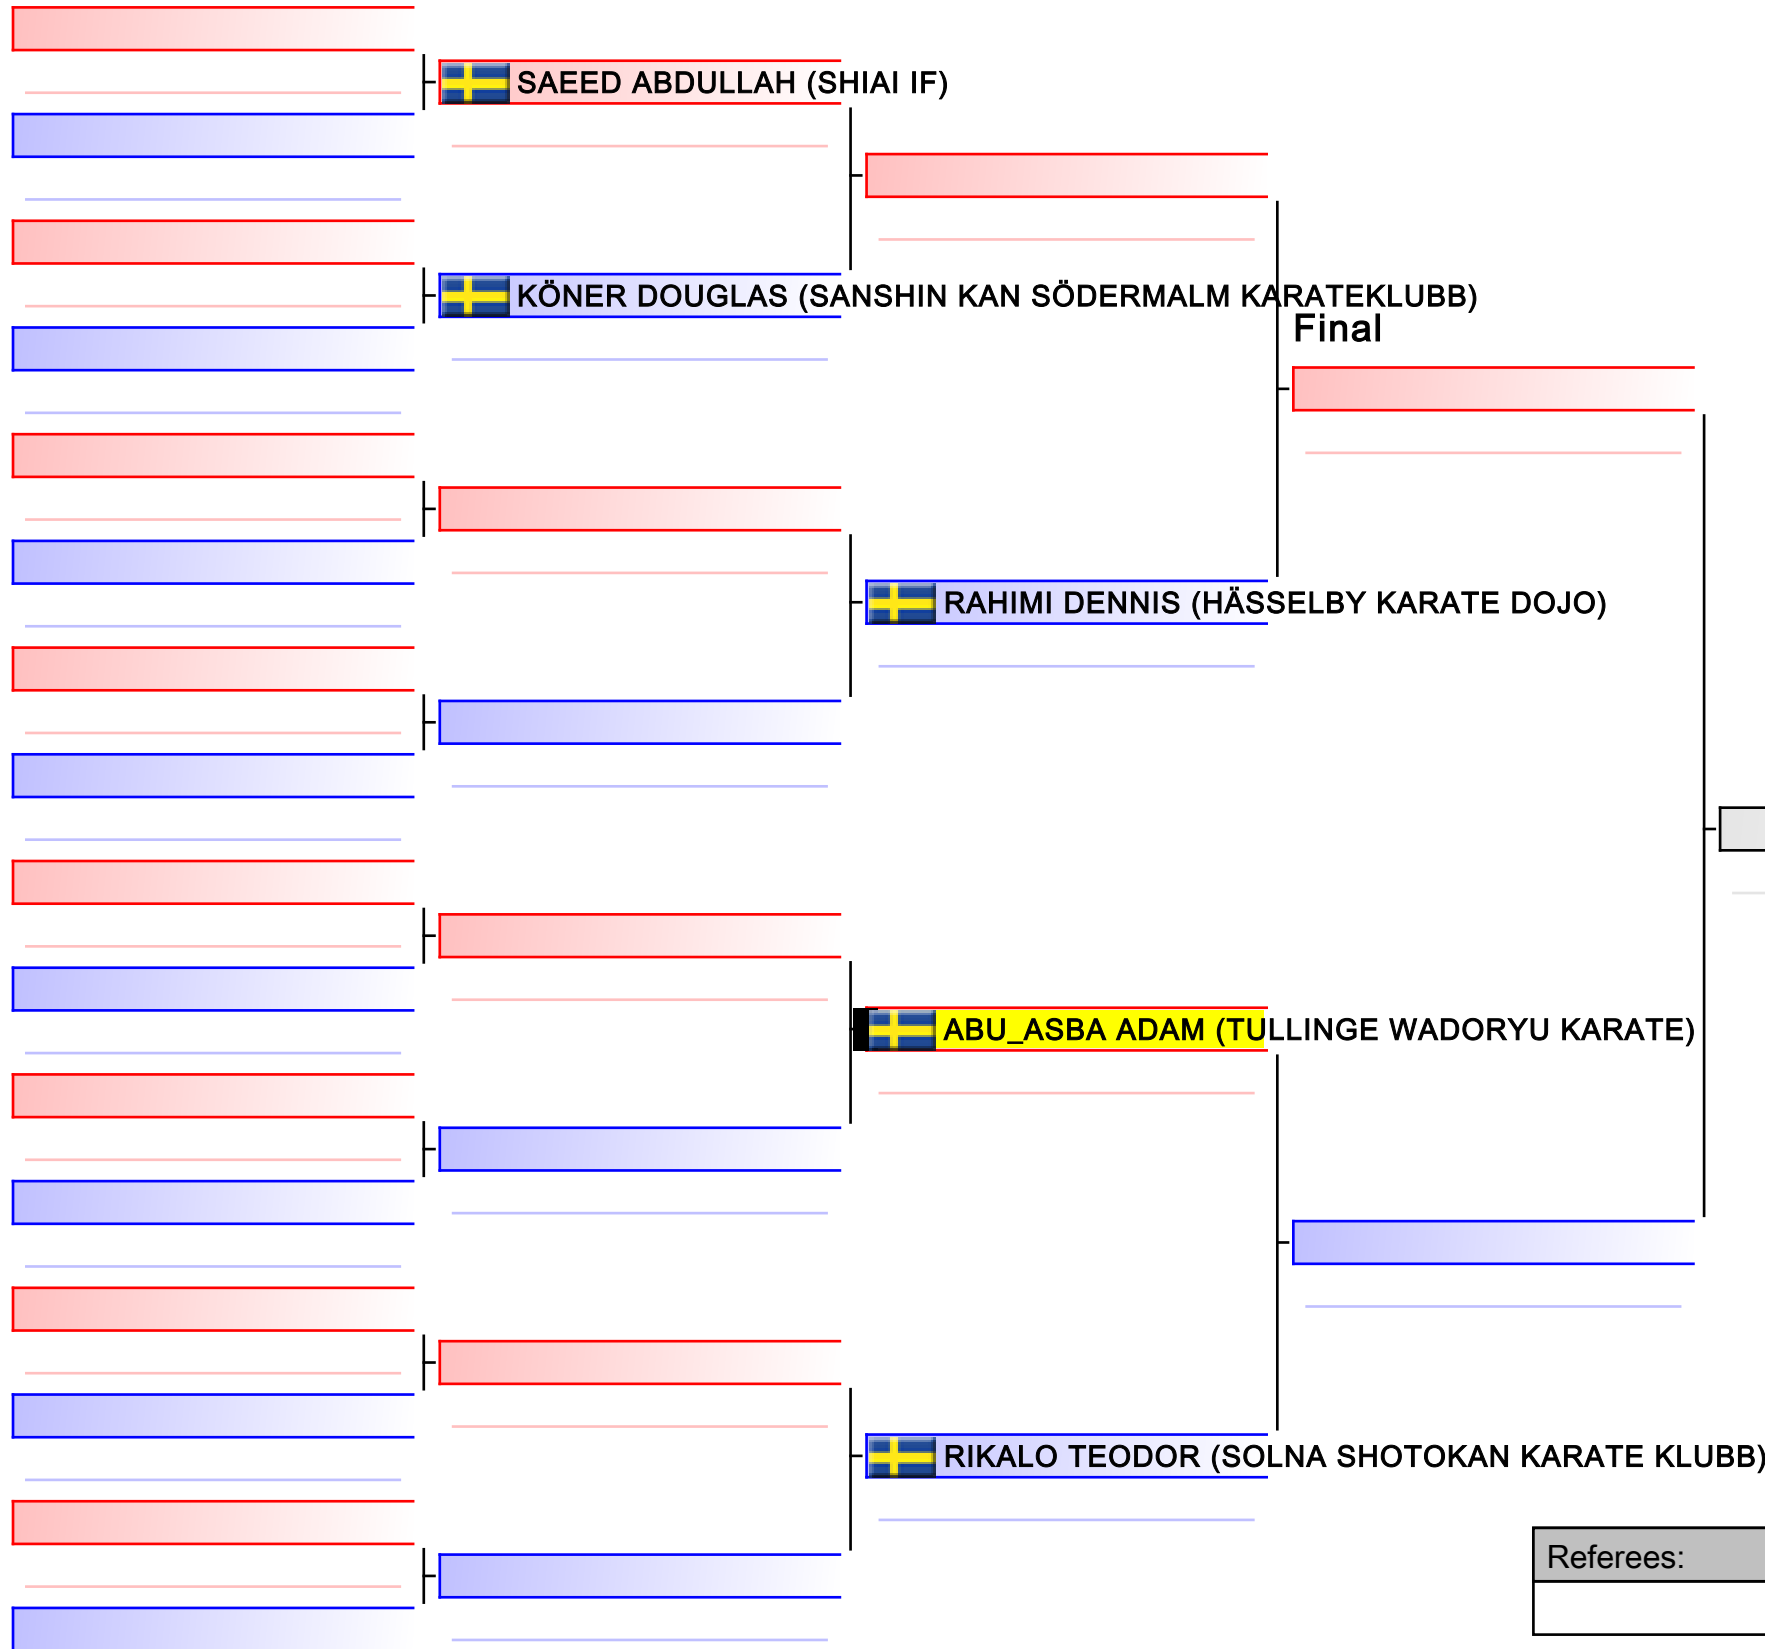 SAEED ABDULLAH (SHIAI IF)
KÖNER DOUGLAS (SANSHIN KAN SÖDERMALM KARATEKLUBB)
Final
RAHIMI DENNIS (HÄSSELBY KARATE DOJO)
ABU_ASBA ADAM (TULLINGE WADORYU KARATE)
RIKALO TEODOR (SOLNA SHOTOKAN KARATE KLUBB)
Referees: